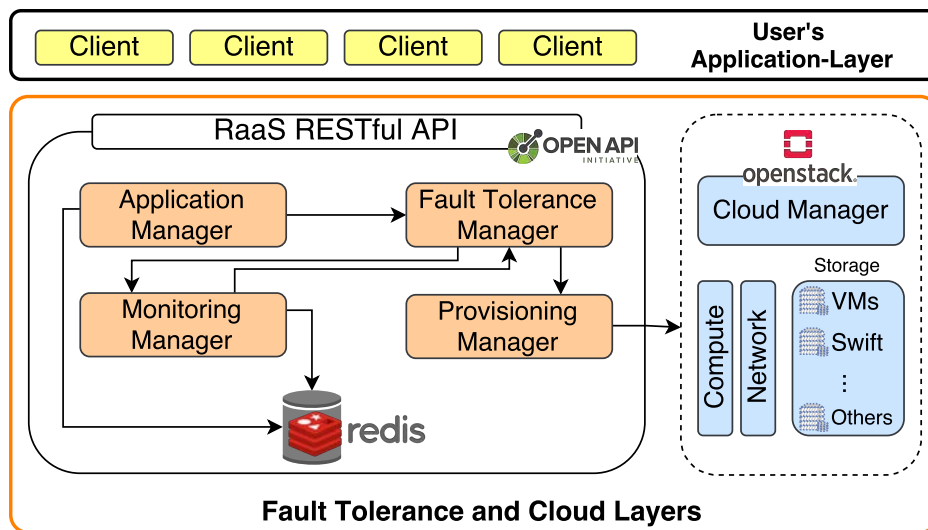 Client
Client
Client
Client
User's
Application-Layer
RaaS RESTful API
OPEN API
INITIATIVE
Application
Manager
Fault Tolerance
Manager
Monitoring
Manager
Provisioning
Manager
redis
openstack.
Cloud Manager
Storage
Compute
Network
VMs
Swift
...
Others
Fault Tolerance and Cloud Layers